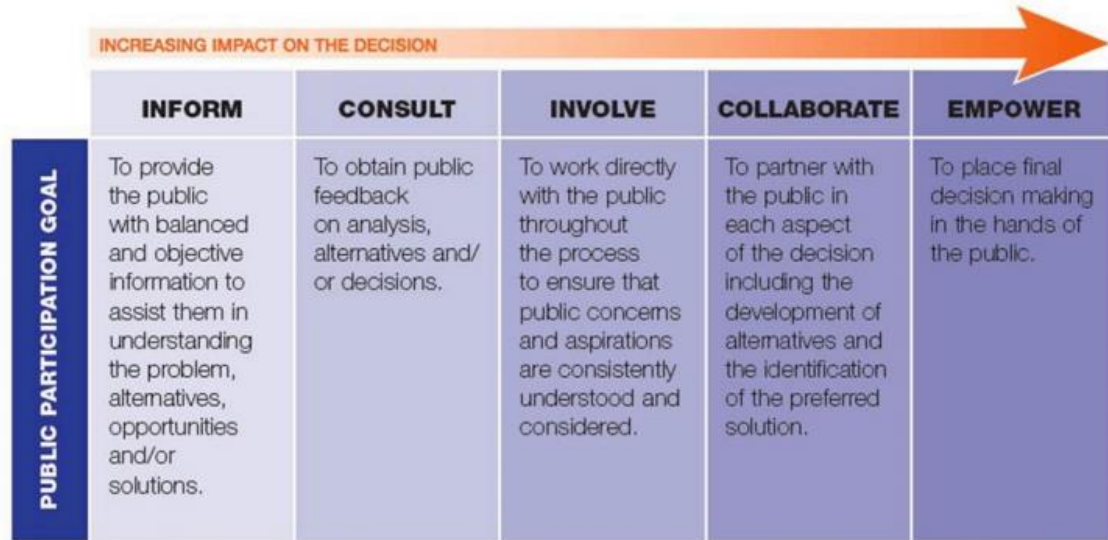 INCREASING IMPACT ON THE DECISION
INFORM
CONSULT
INVOLVE
COLLABORATE
EMPOWER
PUBLIC PARTICIPATION GOAL
To provide
the public
with balanced
and objective
information to
assist them in
understanding
the problem,
alternatives,
opportunities
and/or
solutions.
To obtain public
feedback
on analysis,
alternatives and/
or decisions.
To work directly
with the public
throughout
the process
to ensure that
public concerns
and aspirations
are consistently
understood and
considered.
To partner with
the public in
each aspect
of the decision
including the
development of
alternatives and
the identification
of the preferred
solution.
To place final
decision making
in the hands of
the public.